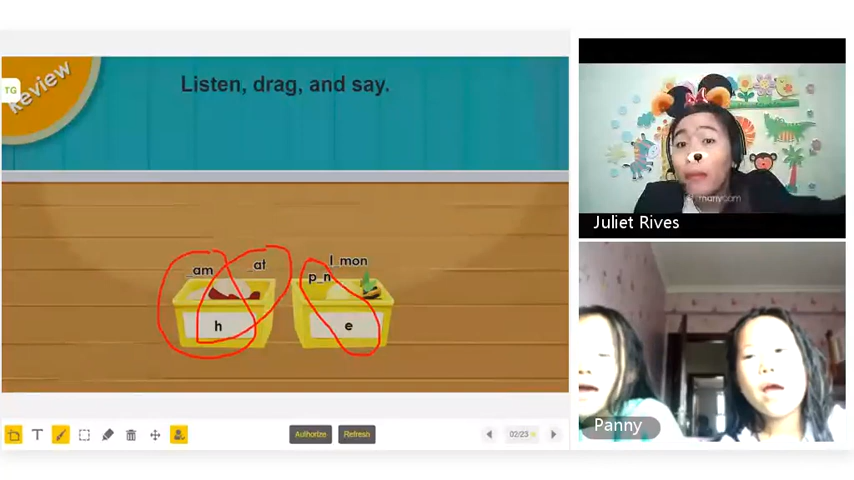 TG
Review
Listen, drag, and say.
_am
_at
l_mon
p_n
h
e
Juliet Rives
Panny
T
Authorize
Refresh
02/23